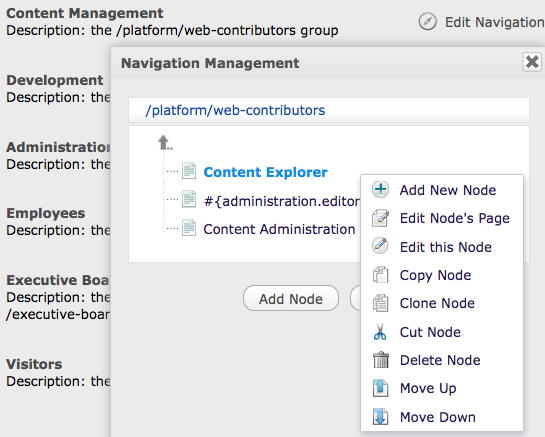 Content Management
Description: the /platform/web-contributors group
Edit Navigation
Navigation Management
Development
Description: the
/platform/web-contributors
Administration
Description: the
Content Explorer
#{administration.editor
Content Administration
Employees
Description: the
Executive Boa
Description: the
/executive-boar
Add Node
Visitors
Description: the
Add New Node
Edit Node's Page
Edit this Node
Copy Node
Clone Node
Cut Node
Delete Node
Move Up
Move Down